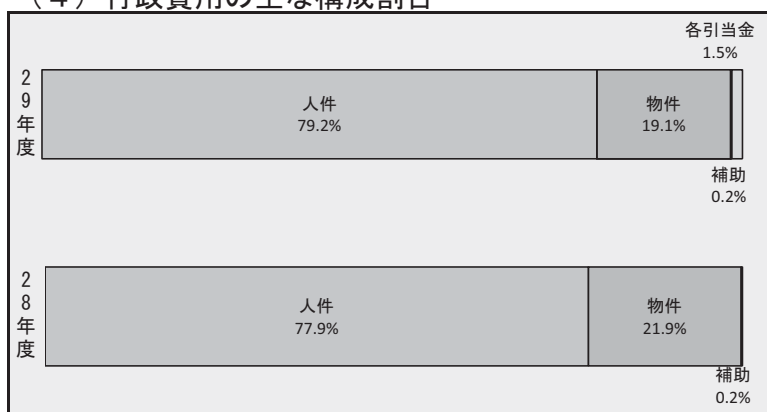 （４）行政費用の主な構成割合
各引当金
1.5%
29年度
人件
79.2%
物件
19.1%
補助
0.2%
28年度
人件
77.9%
物件
21.9%
補助
0.2%